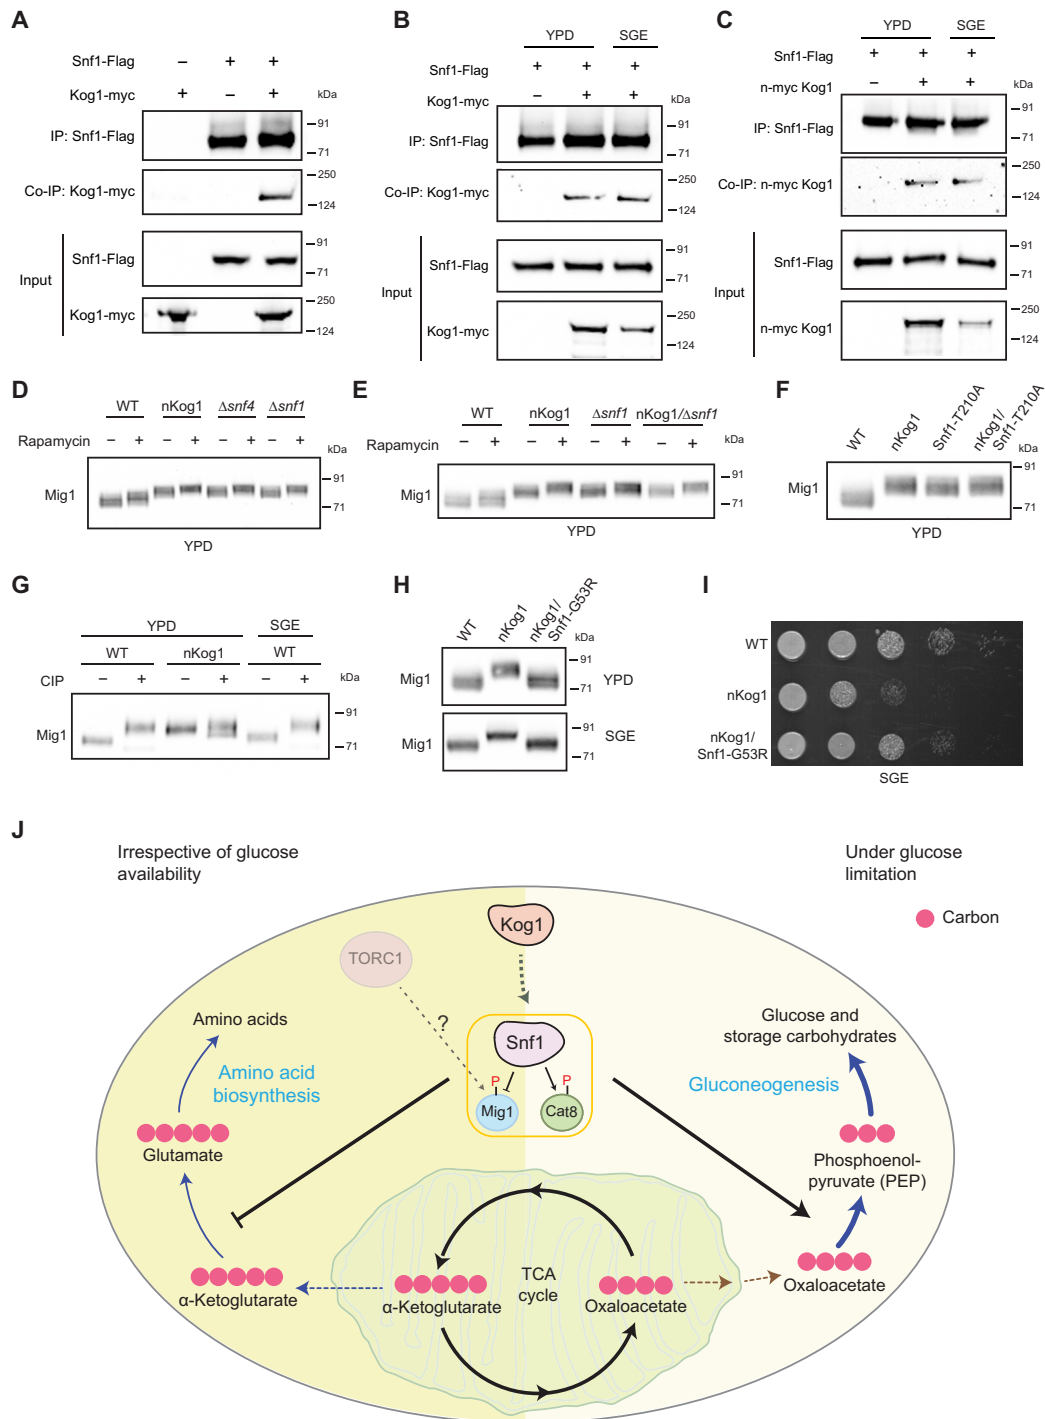 A
Snf1-Flag – + +
Kog1-myc + – + kDa
IP: Snf1-Flag 91
71
Co-IP: Kog1-myc 250
124
Input
Snf1-Flag 91
71
Kog1-myc 250
124
B
YPD SGE
Snf1-Flag + + +
Kog1-myc – + + kDa
IP: Snf1-Flag 91
71
Co-IP: Kog1-myc 250
124
Input
Snf1-Flag 91
71
Kog1-myc 250
124
C
YPD SGE
Snf1-Flag + + +
n-myc Kog1 – + + kDa
IP: Snf1-Flag 91
71
Co-IP: n-myc Kog1 250
124
Input
Snf1-Flag 91
71
n-myc Kog1 250
124
D
WT nKog1 Δsnf4 Δsnf1
Rapamycin – + – + – + – + kDa
Mig1 91
71
YPD
E
WT nKog1 Δsnf1 nKog1/Δsnf1
Rapamycin – + – + – + – + kDa
Mig1 91
71
YPD
F
WT
nKog1
Snf1-T210A
nKog1/
Snf1-T210A
kDa
Mig1 91
71
YPD
G
YPD SGE
WT nKog1 WT
CIP – + – + – + kDa
Mig1 91
71
H
WT
nKog1
nKog1/
Snf1-G53R
kDa
Mig1 91
71
YPD
Mig1 91
71
SGE
I
WT
nKog1
nKog1/
Snf1-G53R
SGE
J
Irrespective of glucose
availability
Under glucose
limitation
Carbon
Kog1
TORC1
?
Snf1
P P
Mig1 Cat8
Amino acids
Amino acid
biosynthesis
Glutamate
α-Ketoglutarate
Glucose and
storage carbohydrates
Gluconeogenesis
Phosphoenol-
pyruvate (PEP)
Oxaloacetate
TCA
cycle
α-Ketoglutarate
Oxaloacetate